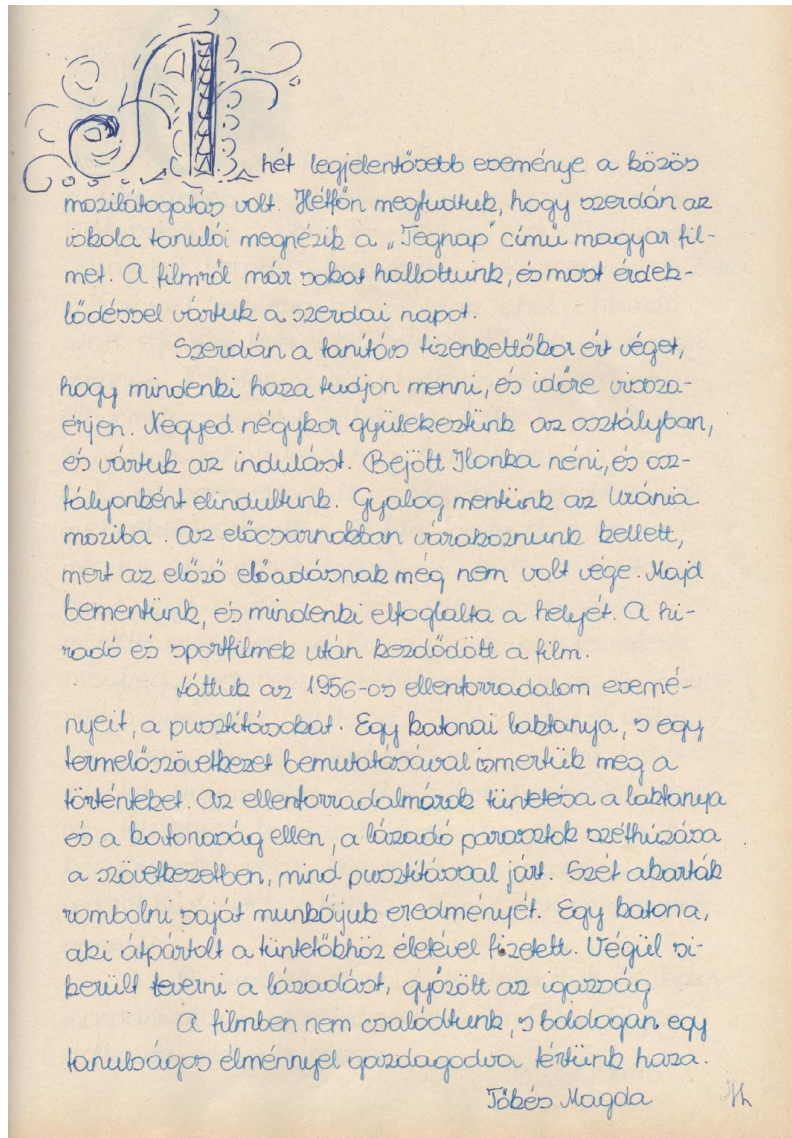 A hét legjelentősebb eseménye a közös
mozilátogatás volt. Hétfőn megtudtuk, hogy szerdán az
iskola tanulói megnézik a „Tegnap" című magyar fil-
met. A filmről már sokat hallottunk, és most érdek-
lődéssel vártuk a szerdai napot.
Szerdán a tanítás tizenkettőkor ért véget,
hogy mindenki haza tudjon menni, és időre vissza-
érjen. Negyed négykor gyülekeztünk az osztályban,
és vártuk az indulást. Bejött Ilonka néni, és osz-
tályonként elindultunk. Gyalog mentünk az Uránia
moziba. Az előcsarnokban várakoznunk kellett,
mert az előző előadásnak még nem volt vége. Majd
bementünk, és mindenki elfoglalta a helyét. A hi-
radó és sportfilmek után kezdődött a film.
Láttuk az 1956-os ellenforradalom esemé-
nyeit, a pusztításokat. Egy katonai laktanya, s egy
termelőszövetkezet bemutatásával ismertük meg a
történteket. Az ellenforradalmárok tüntetése a laktanya
és a katonaság ellen, a lázadó parasztok széthúzása
a szövetkezetben, mind pusztítással járt. Szét akarták
rombolni saját munkájuk eredményét. Egy katona,
aki átpártolt a tüntetőkhöz életével fizetett. Végül si-
került leverni a lázadást, győzött az igazság
A filmben nem csalódtunk, s boldogan egy
tanulságos élménnyel gazdagodva tértünk haza.
Tőkés Magda